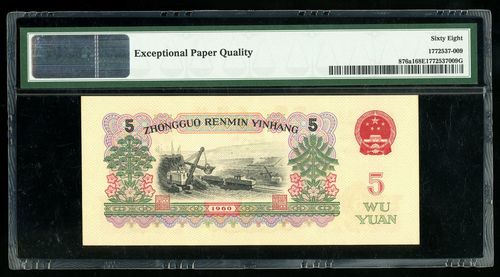 Exceptional Paper Quality
Sixty Eight
1772537-009
876a168E1772537009G
5 ZHONGGUO RENMIN YINHANG 5
1960
5
WU
YUAN